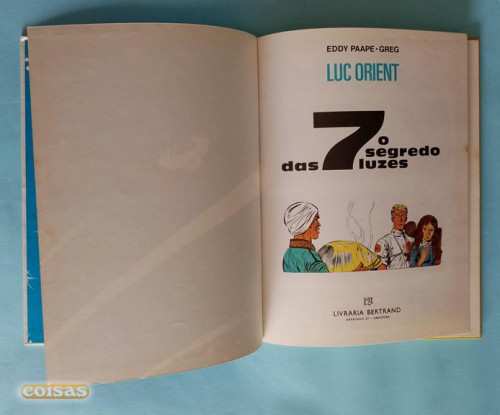 EDDY PAAPE • GREG
LUC ORIENT
o
segredo
das 7 luzes
LIVRARIA BERTRAND
coisas